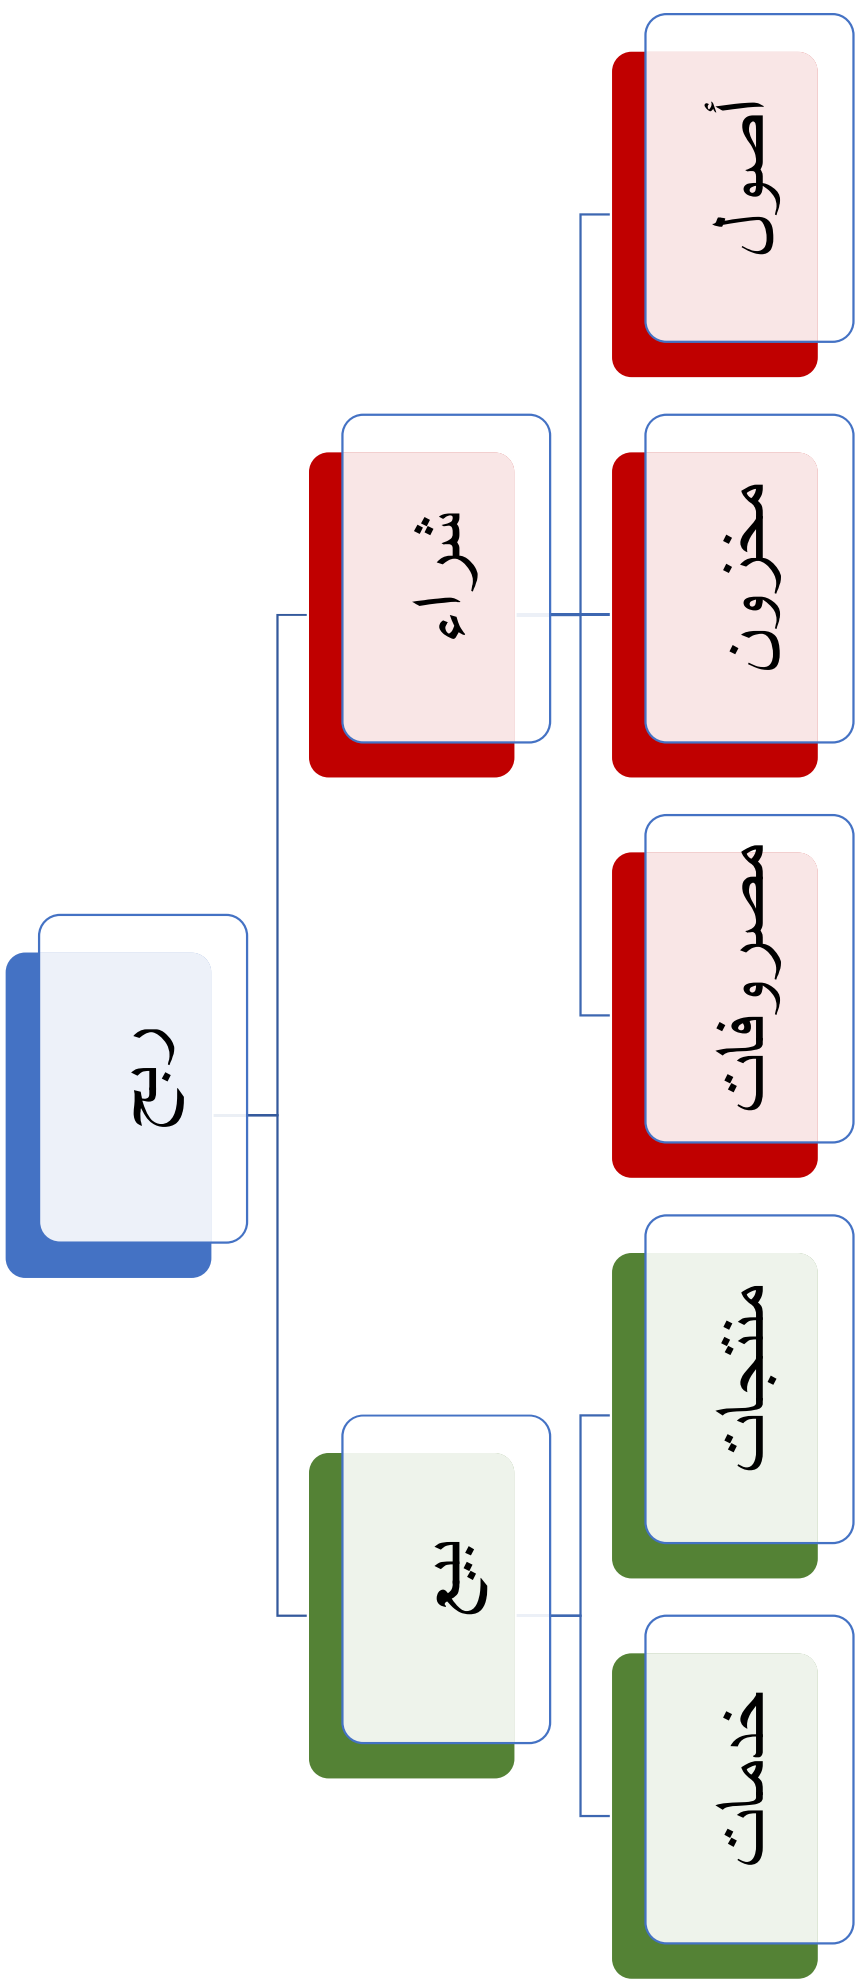 ربح
شراء
أصول
مخزون
مصروفات
بيع
منتجات
خدمات